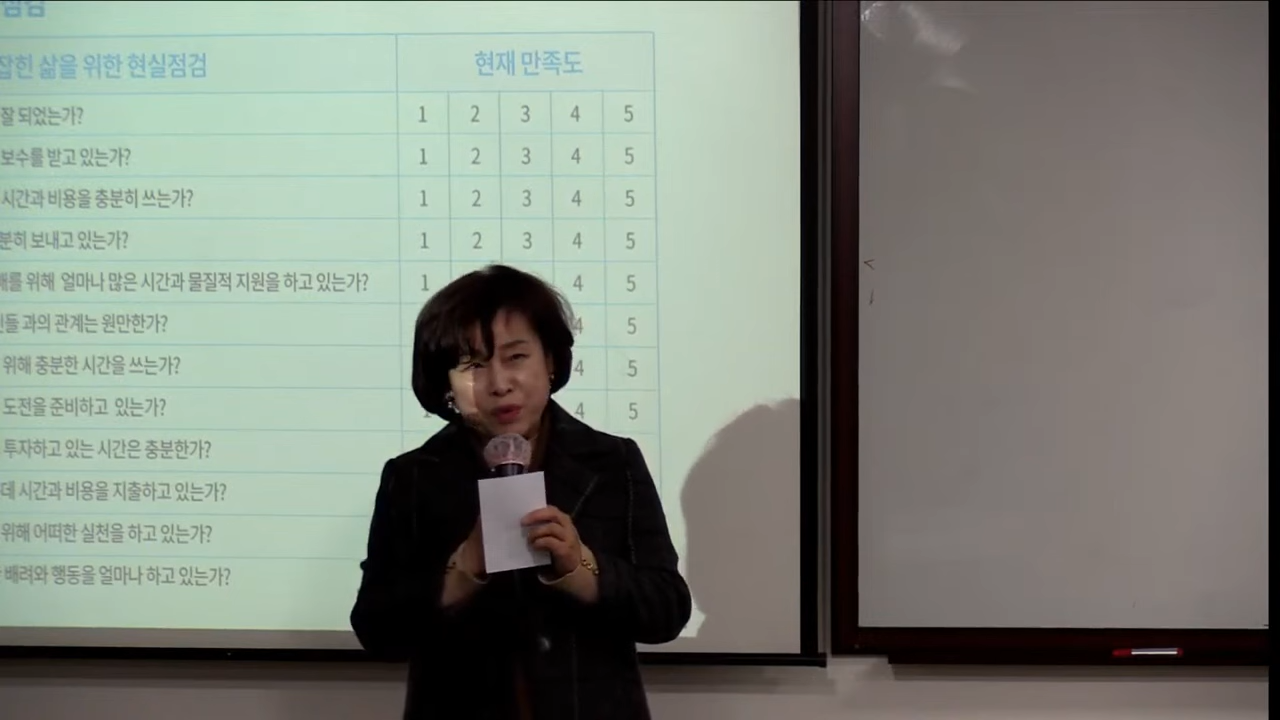 점검
잡힌 삶을 위한 현실점검 현재 만족도
잘 되었는가? 1 2 3 4 5
보수를 받고 있는가? 1 2 3 4 5
시간과 비용을 충분히 쓰는가? 1 2 3 4 5
분히 보내고 있는가? 1 2 3 4 5
위해 얼마나 많은 시간과 물질적 지원을 하고 있는가? 1 4 5
과의 관계는 원만한가? 4 5
위해 충분한 시간을 쓰는가? 4 5
도전을 준비하고 있는가? 4 5
투자하고 있는 시간은 충분한가?
데 시간과 비용을 지출하고 있는가?
위해 어떠한 실천을 하고 있는가?
배려와 행동을 얼마나 하고 있는가?